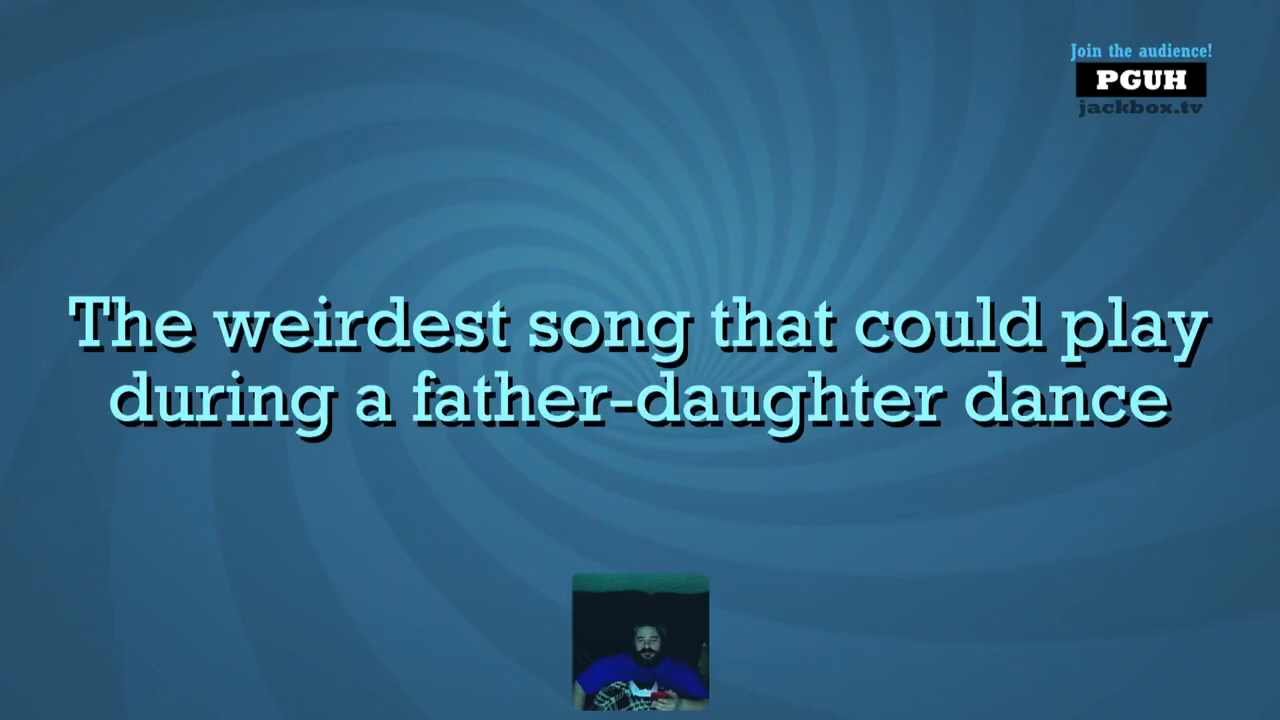 Join the audience!
PGUH
jackbox.tv
The weirdest song that could play
during a father-daughter dance